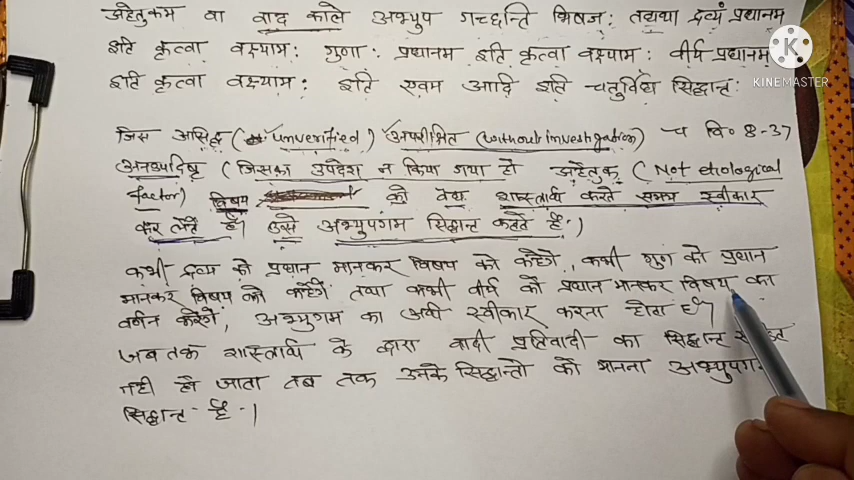 अहेतुकम वा वाद काले अभ्युप गच्छन्ति भिषजः तद्यथा द्रव्यं प्रधानम
इति कृत्वा वक्ष्यामः गुणाः प्रधानम इति कृत्वा वक्ष्यामः वीर्य प्रधानम
इति कृत्वा वक्ष्यामः इति एवम आदि इति चतुर्विध सिद्धान्तः
KINEMASTER
जिस असिद्ध (unverified) अपरीक्षित (without investigation) च वि० 8-37
अनुपदिष्ट (जिसका उपदेश न किया गया हो अहेतुक (Not etiological
factor) विषय को वैद्य शास्त्रार्थ करते समय स्वीकार
कर लेते हैं। उसे अभ्युपगम सिद्धान्त कहते हैं।
कभी द्रव्य को प्रधान मानकर विषय को कहेंगे, कभी गुण को प्रधान
मानकर विषय को कहेंगे तथा कभी वीर्य को प्रधान मानकर विषय का
वर्णन करेंगे, अभ्युगम का अर्थ स्वीकार करना होता है।
जब तक शास्त्रार्थ के द्वारा वादी प्रतिवादी का सिद्धान्त
नही हो जाता तब तक उनके सिद्धान्तो को मानना अभ्युपगम
सिद्धान्त है।